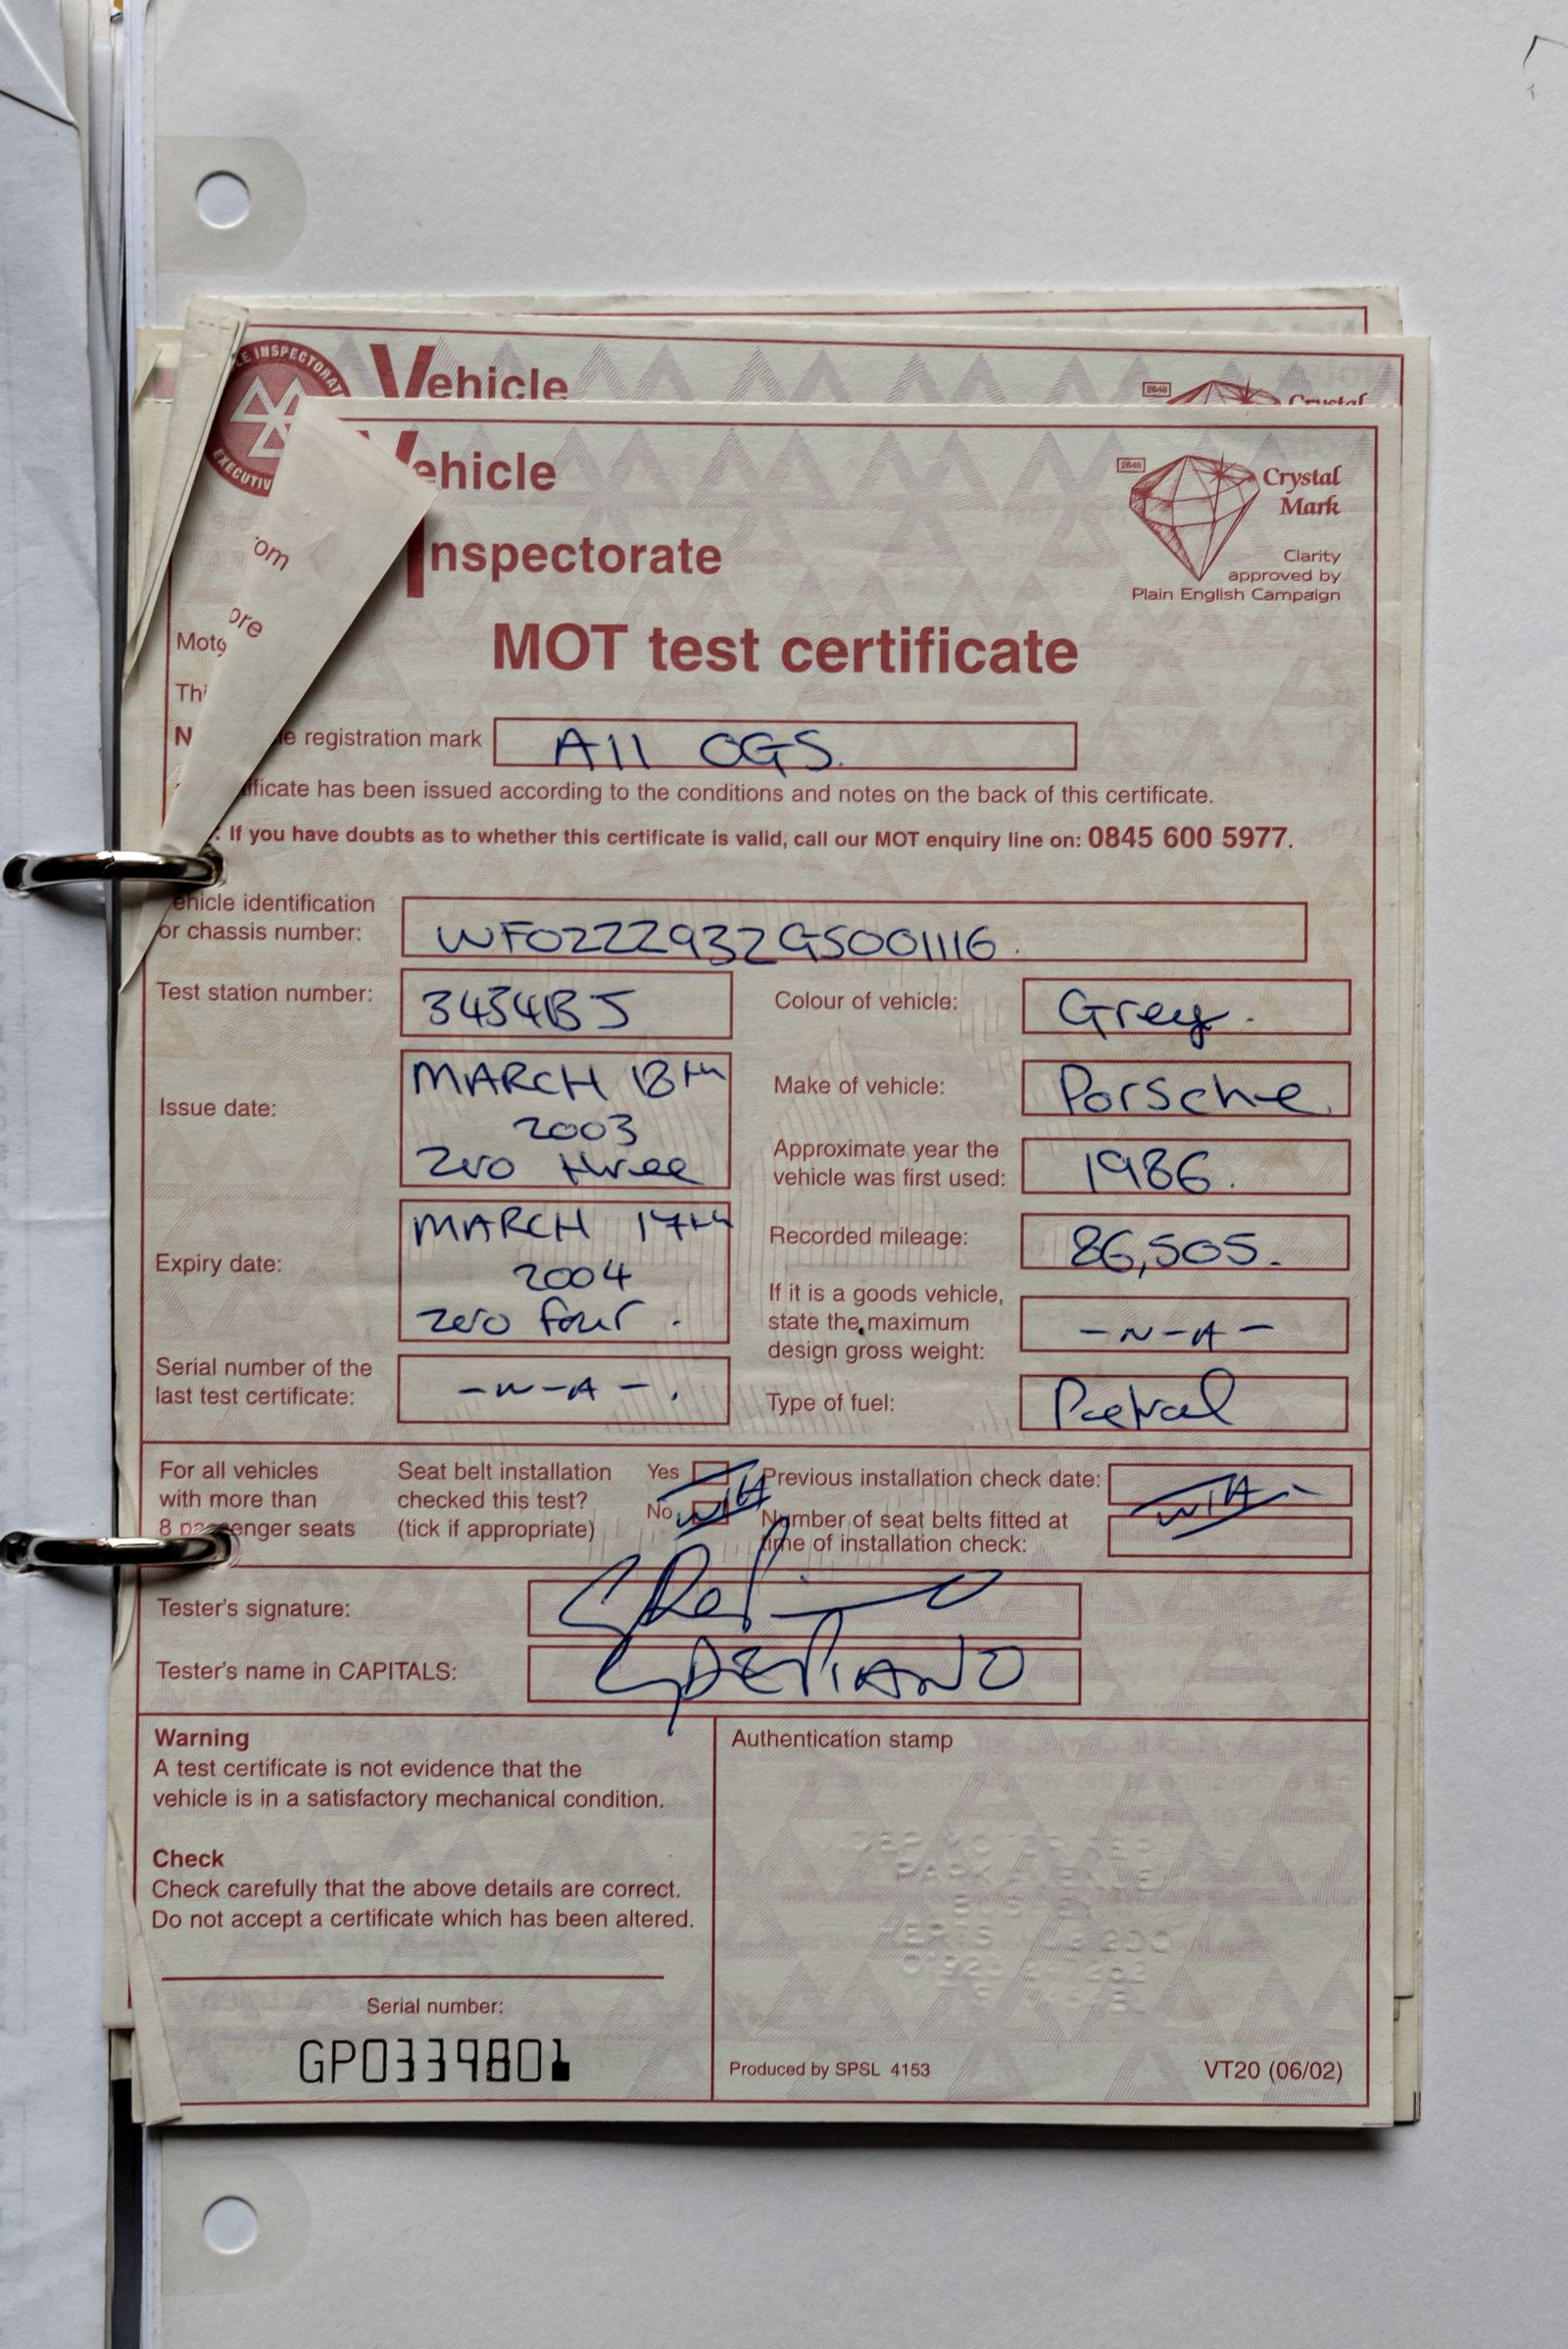 Vehicle
Crystal
2648
Vehicle
Inspectorate
2648
Crystal
Mark
Clarity
approved by
Plain English Campaign
MOT test certificate
registration mark A11 OGS.
has been issued according to the conditions and notes on the back of this certificate.
If you have doubts as to whether this certificate is valid, call our MOT enquiry line on: 0845 600 5977.
Vehicle identification
or chassis number: WF0ZZZ93ZGS001116.
Test station number: 3434BJ
Colour of vehicle: Grey.
Issue date: MARCH 18TH
2003
Zero three
Make of vehicle: Porsche.
Approximate year the
vehicle was first used: 1986.
Expiry date: MARCH 17TH
2004
zero four.
Recorded mileage: 86,505.
If it is a goods vehicle,
state the maximum
design gross weight: -N-A-
Serial number of the
last test certificate: -N-A-.
Type of fuel: Petrol
For all vehicles
with more than
8 passenger seats
Seat belt installation
checked this test?
(tick if appropriate)
Yes
No
N/A
Previous installation check date:
Number of seat belts fitted at
time of installation check:
N/A
Tester's signature:
Tester's name in CAPITALS:
Warning
A test certificate is not evidence that the
vehicle is in a satisfactory mechanical condition.
Check
Check carefully that the above details are correct.
Do not accept a certificate which has been altered.
Serial number:
GP0339801
Authentication stamp
PARK AVENUE
Produced by SPSL 4153
VT20 (06/02)